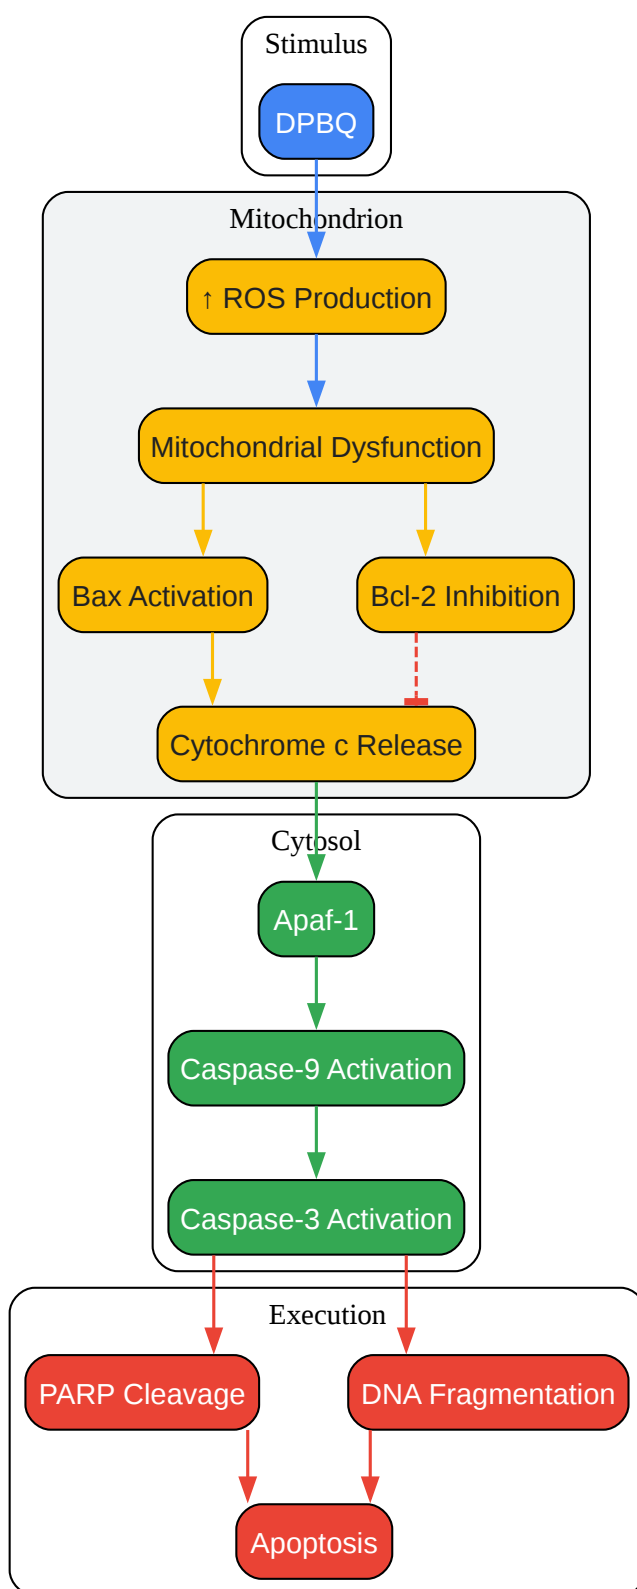 Stimulus
DPBQ
Mitochondrion
↑ ROS Production
Mitochondrial Dysfunction
Bax Activation
Bcl-2 Inhibition
Cytochrome c Release
Cytosol
Apaf-1
Caspase-9 Activation
Caspase-3 Activation
Execution
PARP Cleavage
DNA Fragmentation
Apoptosis